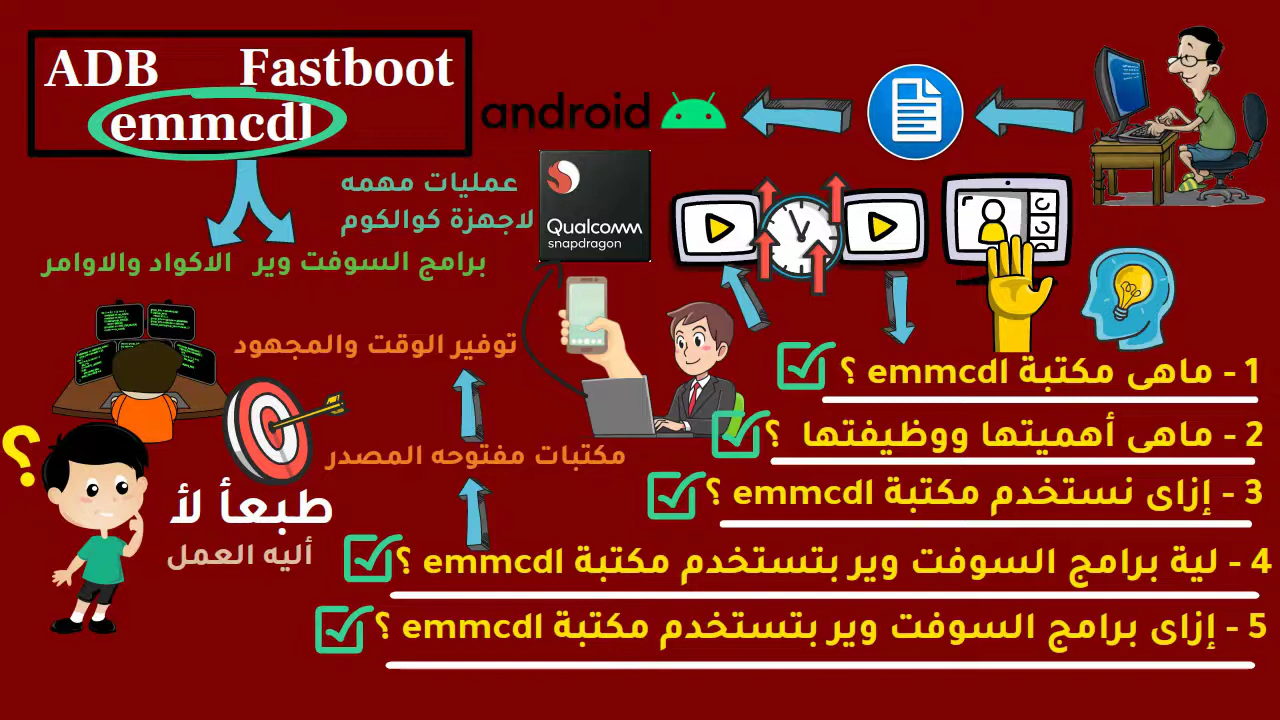 ADB Fastboot
emmcdl
android
عمليات مهمه
لاجهزة كوالكوم
Qualcomm
snapdragon
برامج السوفت وير
الاكواد والاوامر
توفير الوقت والمجهود
مكتبات مفتوحه المصدر
طبعأ لأ
أليه العمل
؟
1 - ماهى مكتبة emmcdl ؟
2 - ماهى أهميتها ووظيفتها ؟
3 - إزاى نستخدم مكتبة emmcdl ؟
4 - لية برامج السوفت وير بتستخدم مكتبة emmcdl ؟
5 - إزاى برامج السوفت وير بتستخدم مكتبة emmcdl ؟